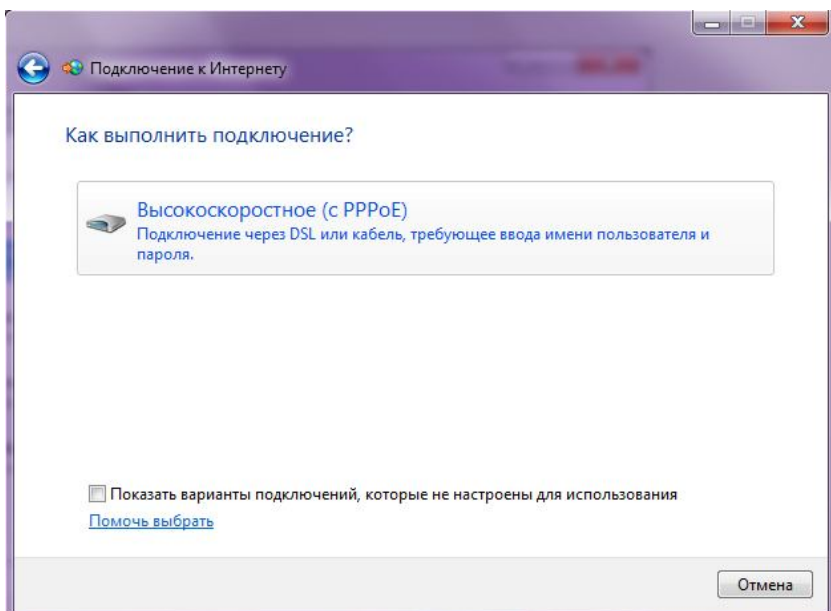 Подключение к Интернету
Как выполнить подключение?
Высокоскоростное (с PPPoE)
Подключение через DSL или кабель, требующее ввода имени пользователя и
пароля.
Показать варианты подключений, которые не настроены для использования
Помочь выбрать
Отмена